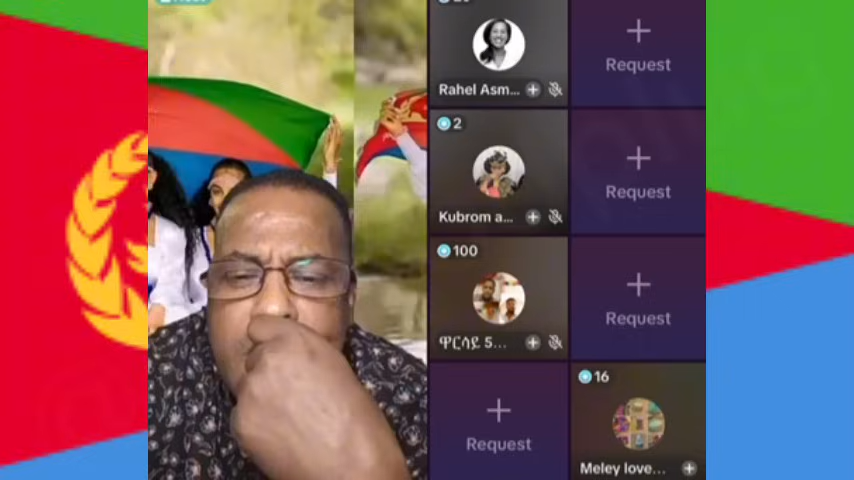 Rahel Asm...
Request
2
Kubrom a...
Request
100
ዋርሳይ 5...
Request
Request
16
Meley love...